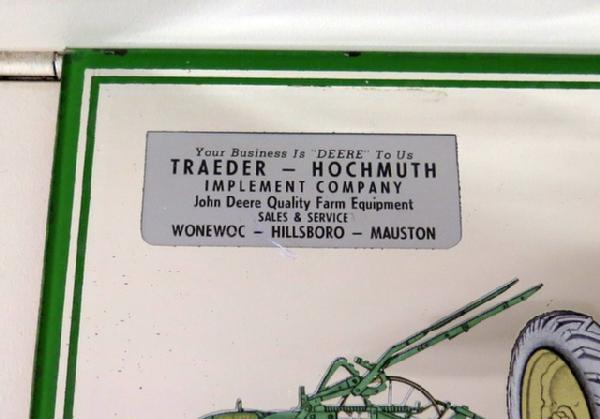 Your Business Is "DEERE" To Us
TRAEDER — HOCHMUTH
IMPLEMENT COMPANY
John Deere Quality Farm Equipment
SALES & SERVICE
WONEWOC – HILLSBORO – MAUSTON